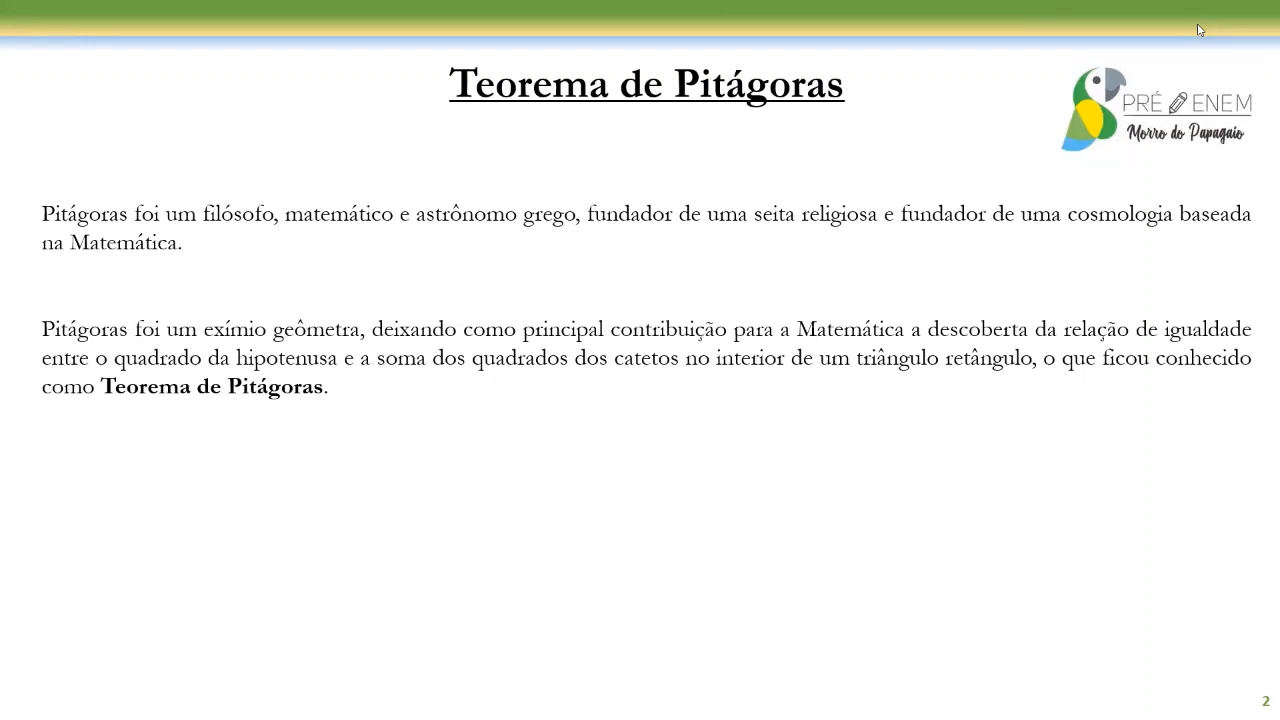 Teorema de Pitágoras
PRÉ ENEM
Morro do Papagaio
Pitágoras foi um filósofo, matemático e astrônomo grego, fundador de uma seita religiosa e fundador de uma cosmologia baseada
na Matemática.
Pitágoras foi um exímio geômetra, deixando como principal contribuição para a Matemática a descoberta da relação de igualdade
entre o quadrado da hipotenusa e a soma dos quadrados dos catetos no interior de um triângulo retângulo, o que ficou conhecido
como Teorema de Pitágoras.
2